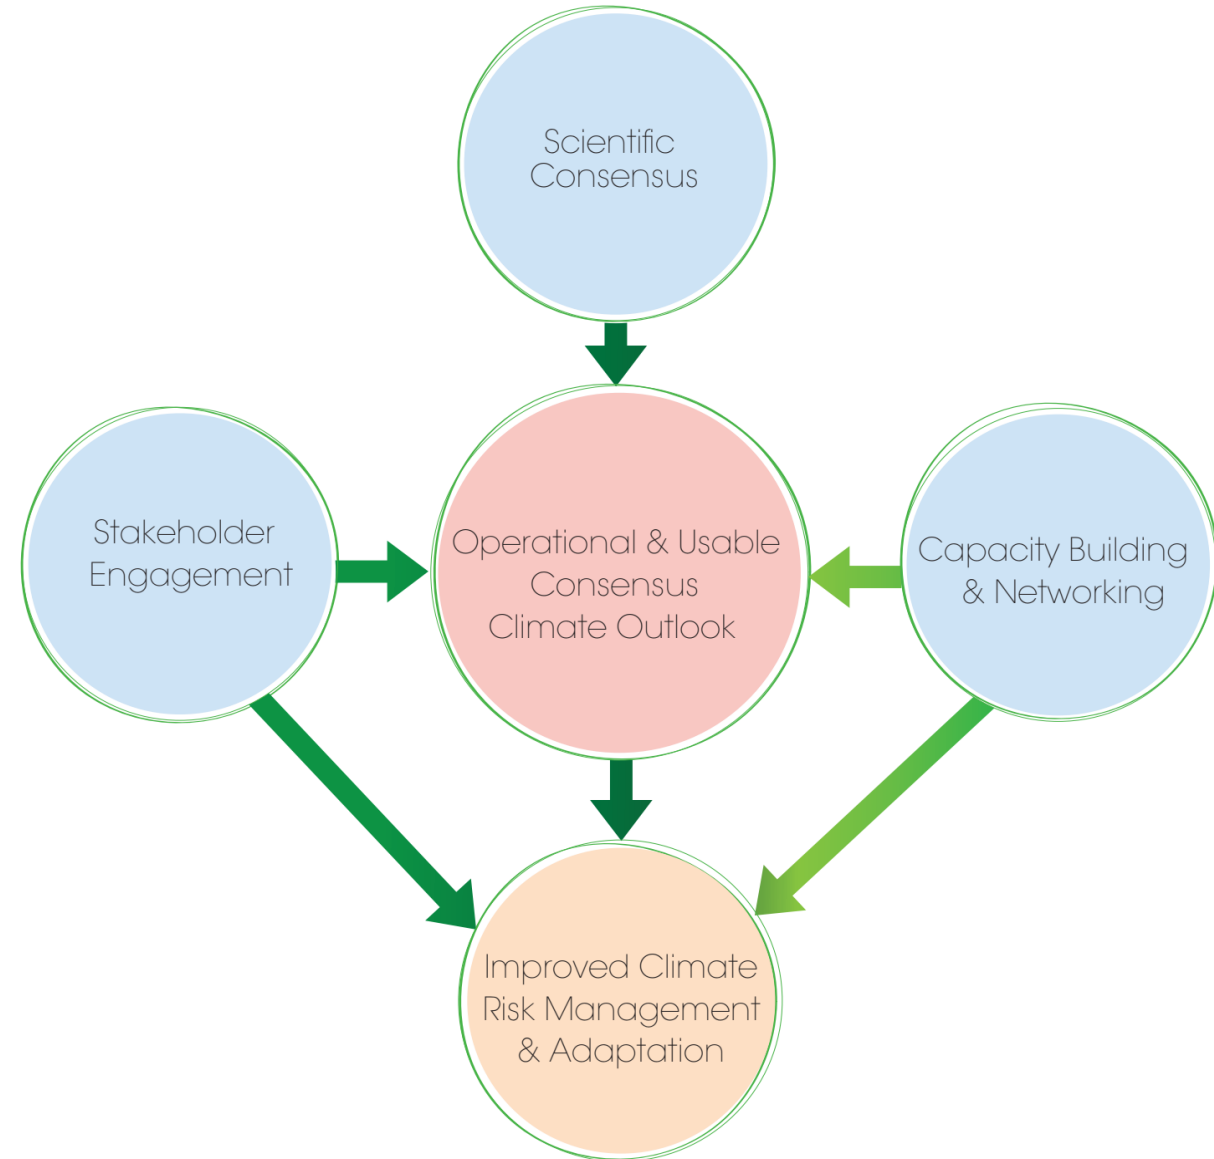 Scientific
Consensus
Stakeholder
Engagement
Operational & Usable
Consensus
Climate Outlook
Capacity Building
& Networking
Improved Climate
Risk Management
& Adaptation